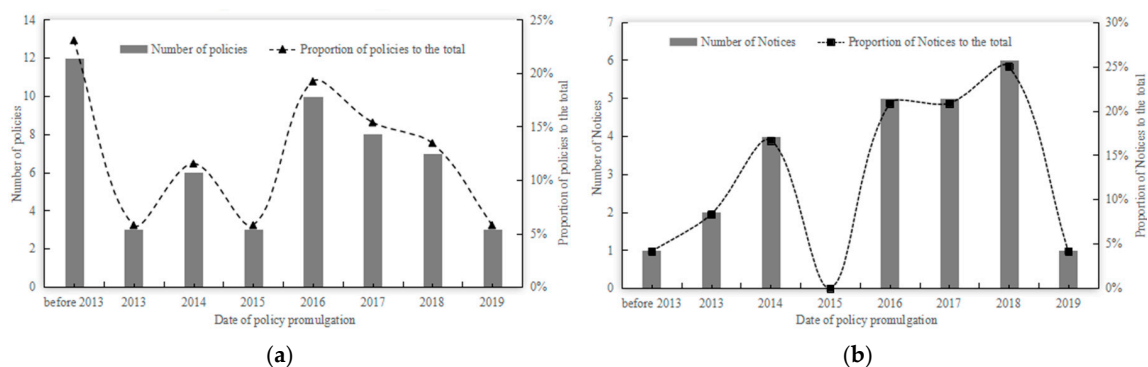 14
12
10
8
6
4
2
0
Number of policies
25%
20%
15%
10%
5%
0%
Proportion of policies to the total
Number of policies
Proportion of policies to the total
before 2013 2013 2014 2015 2016 2017 2018 2019
Date of policy promulgation
(a)
7
6
5
4
3
2
1
0
Number of Notices
30%
25%
20%
15%
10%
5%
0%
Proportion of Notices to the total
Number of Notices
Proportion of Notices to the total
before 2013 2013 2014 2015 2016 2017 2018 2019
Date of policy promulgation
(b)